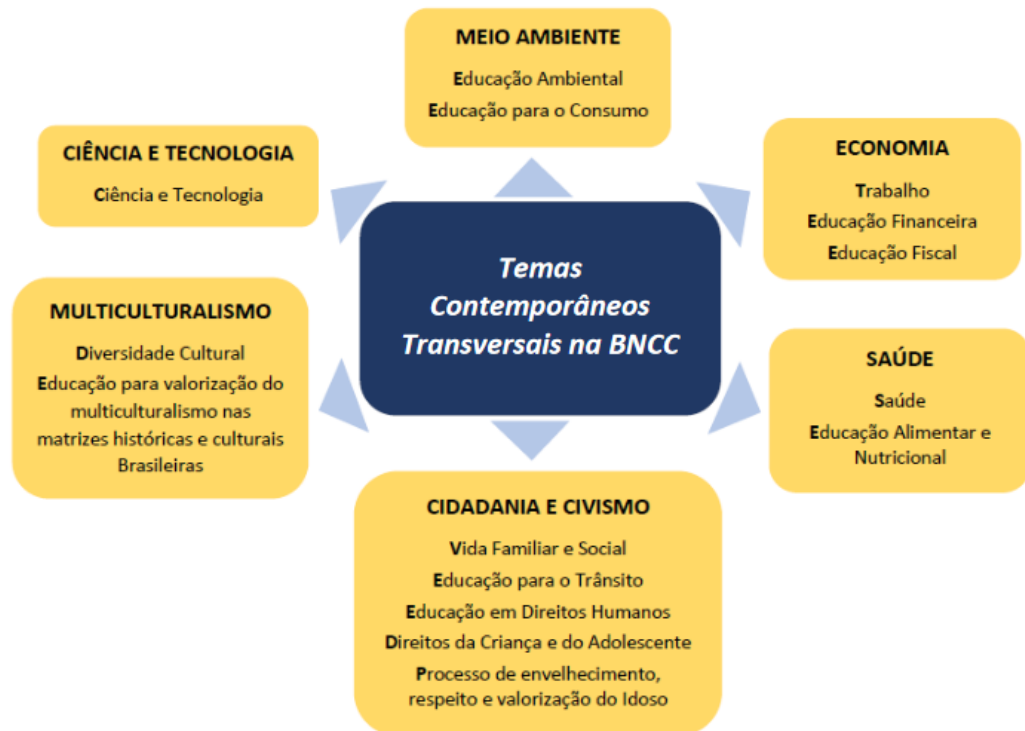 MEIO AMBIENTE
Educação Ambiental
Educação para o Consumo
CIÊNCIA E TECNOLOGIA
Ciência e Tecnologia
ECONOMIA
Trabalho
Educação Financeira
Educação Fiscal
Temas
Contemporâneos
Transversais na BNCC
MULTICULTURALISMO
Diversidade Cultural
Educação para valorização do
multiculturalismo nas
matrizes históricas e culturais
Brasileiras
SAÚDE
Saúde
Educação Alimentar e
Nutricional
CIDADANIA E CIVISMO
Vida Familiar e Social
Educação para o Trânsito
Educação em Direitos Humanos
Direitos da Criança e do Adolescente
Processo de envelhecimento,
respeito e valorização do Idoso